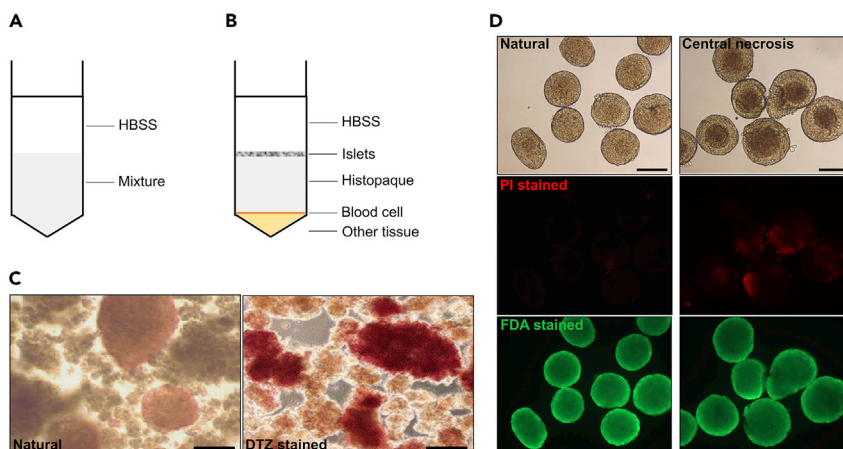 A
HBSS
Mixture
B
HBSS
Islets
Histopaque
Blood cell
Other tissue
C
Natural
DTZ stained
D
Natural
Central necrosis
PI stained
FDA stained